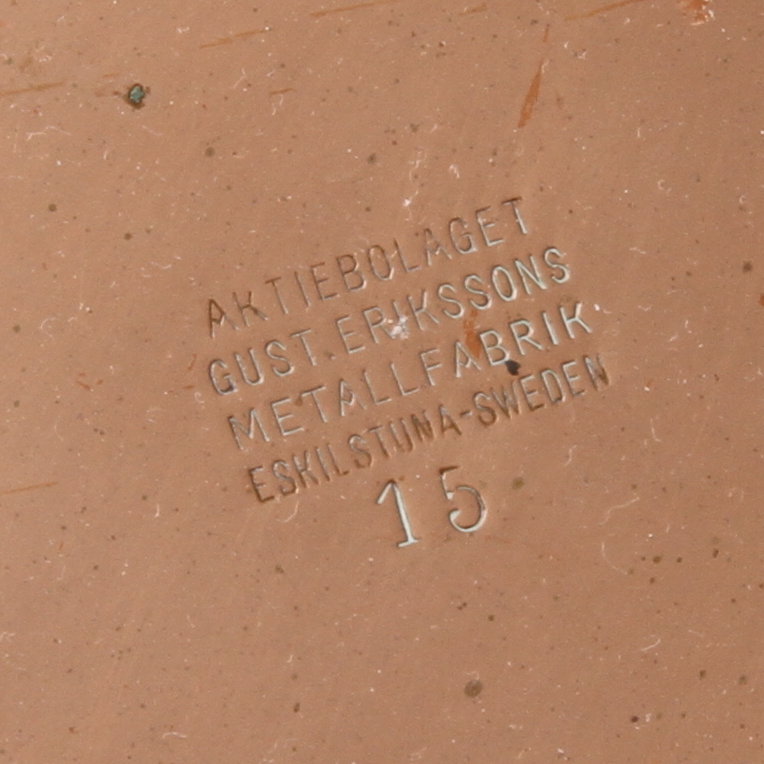 AKTIEBOLAGET
GUST.ERIKSSONS
METALLFABRIK
ESKILSTUNA-SWEDEN
15